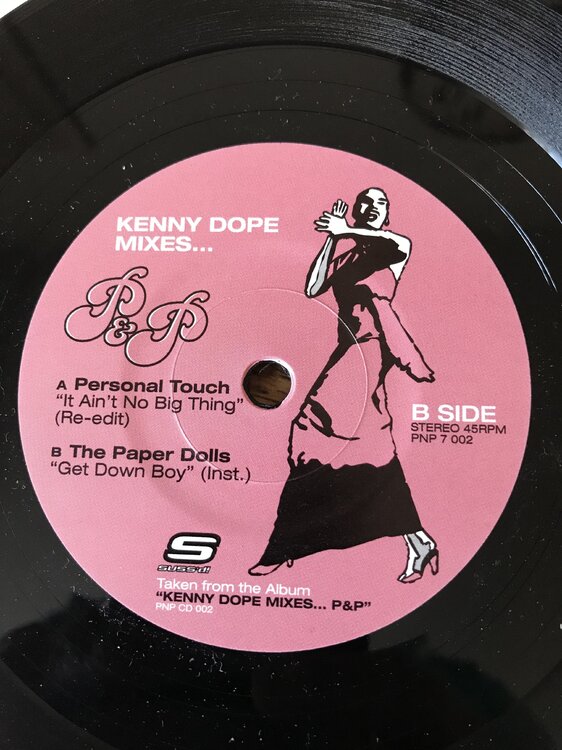 KENNY DOPE
MIXES...
P&P
A Personal Touch
“It Ain't No Big Thing”
(Re-edit)
B The Paper Dolls
“Get Down Boy” (Inst.)
B SIDE
STEREO 45RPM
PNP 7 002
S
SUSS'D!
Taken from the Album
“KENNY DOPE MIXES... P&P”
PNP CD 002